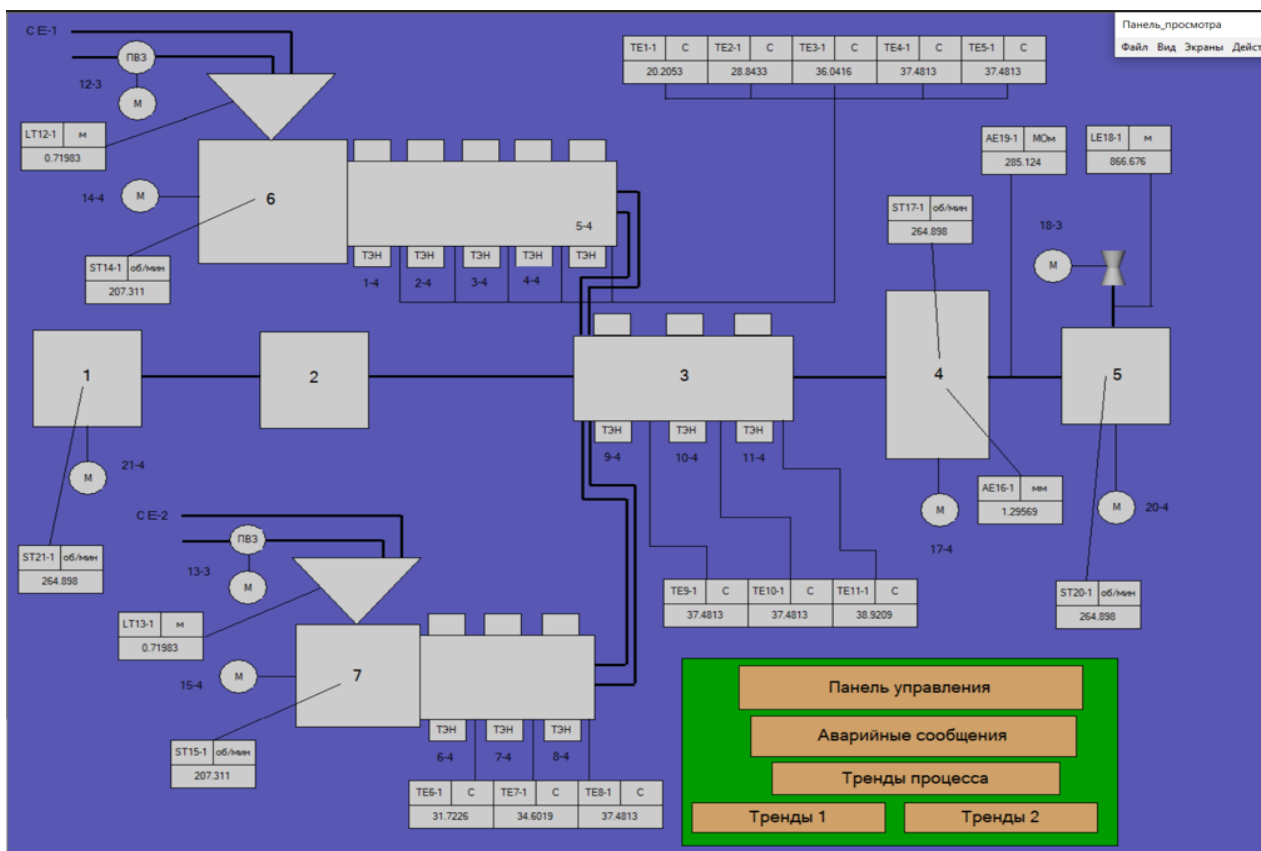 Панель_просмотра
Файл Вид Экраны Дейст
CE-1
ПВЗ
12-3
М
TE1-1 C TE2-1 C TE3-1 C TE4-1 C TE5-1 C
20.2053 28.8433 36.0416 37.4813 37.4813
LT12-1 м
0.71983
AE19-1 МОм
285.124
LE18-1 м
866.676
14-4
М
6
5-4
ST17-1 об/мин
264.898
18-3
М
ST14-1 об/мин
207.311
ТЭН ТЭН ТЭН ТЭН ТЭН
1-4 2-4 3-4 4-4
1
2
3
4
5
ТЭН ТЭН ТЭН
9-4 10-4 11-4
21-4
М
AE16-1 мм
1.29569
М
17-4
М
20-4
CE-2
ПВЗ
13-3
М
ST21-1 об/мин
264.898
TE9-1 C TE10-1 C TE11-1 C
37.4813 37.4813 38.9209
ST20-1 об/мин
264.898
LT13-1 м
0.71983
15-4
М
7
ST15-1 об/мин
207.311
ТЭН ТЭН ТЭН
6-4 7-4 8-4
TE6-1 C TE7-1 C TE8-1 C
31.7226 34.6019 37.4813
Панель управления
Аварийные сообщения
Тренды процесса
Тренды 1
Тренды 2